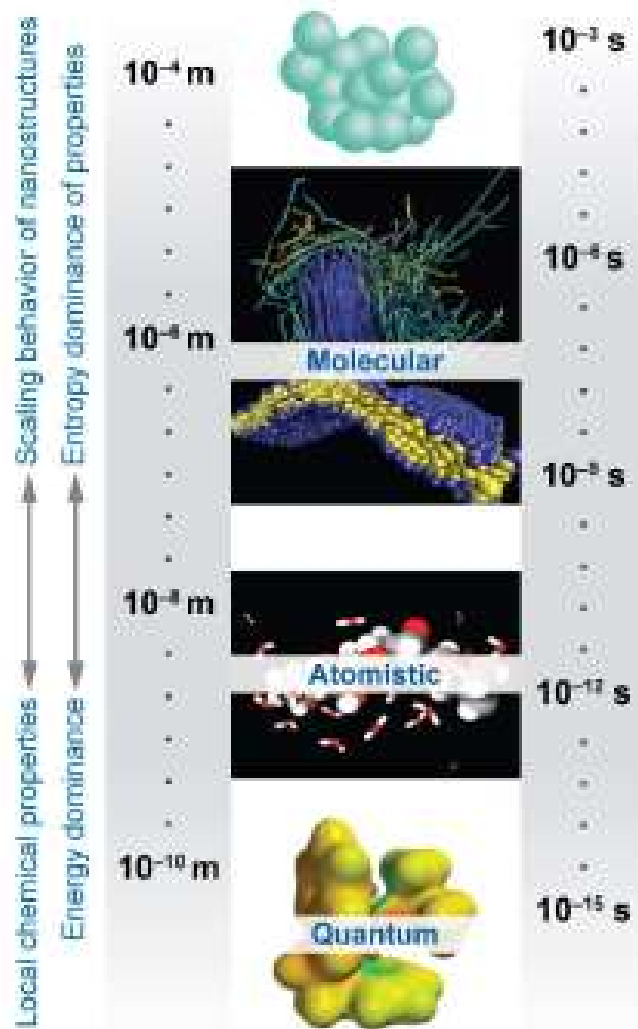 Scaling behavior of nanostructures
Local chemical properties
Entropy dominance of properties
Energy dominance
10⁻⁴ m
10⁻⁶ m
10⁻⁸ m
10⁻¹⁰ m
Molecular
Atomistic
Quantum
10⁻³ s
10⁻⁶ s
10⁻⁹ s
10⁻¹² s
10⁻¹⁵ s